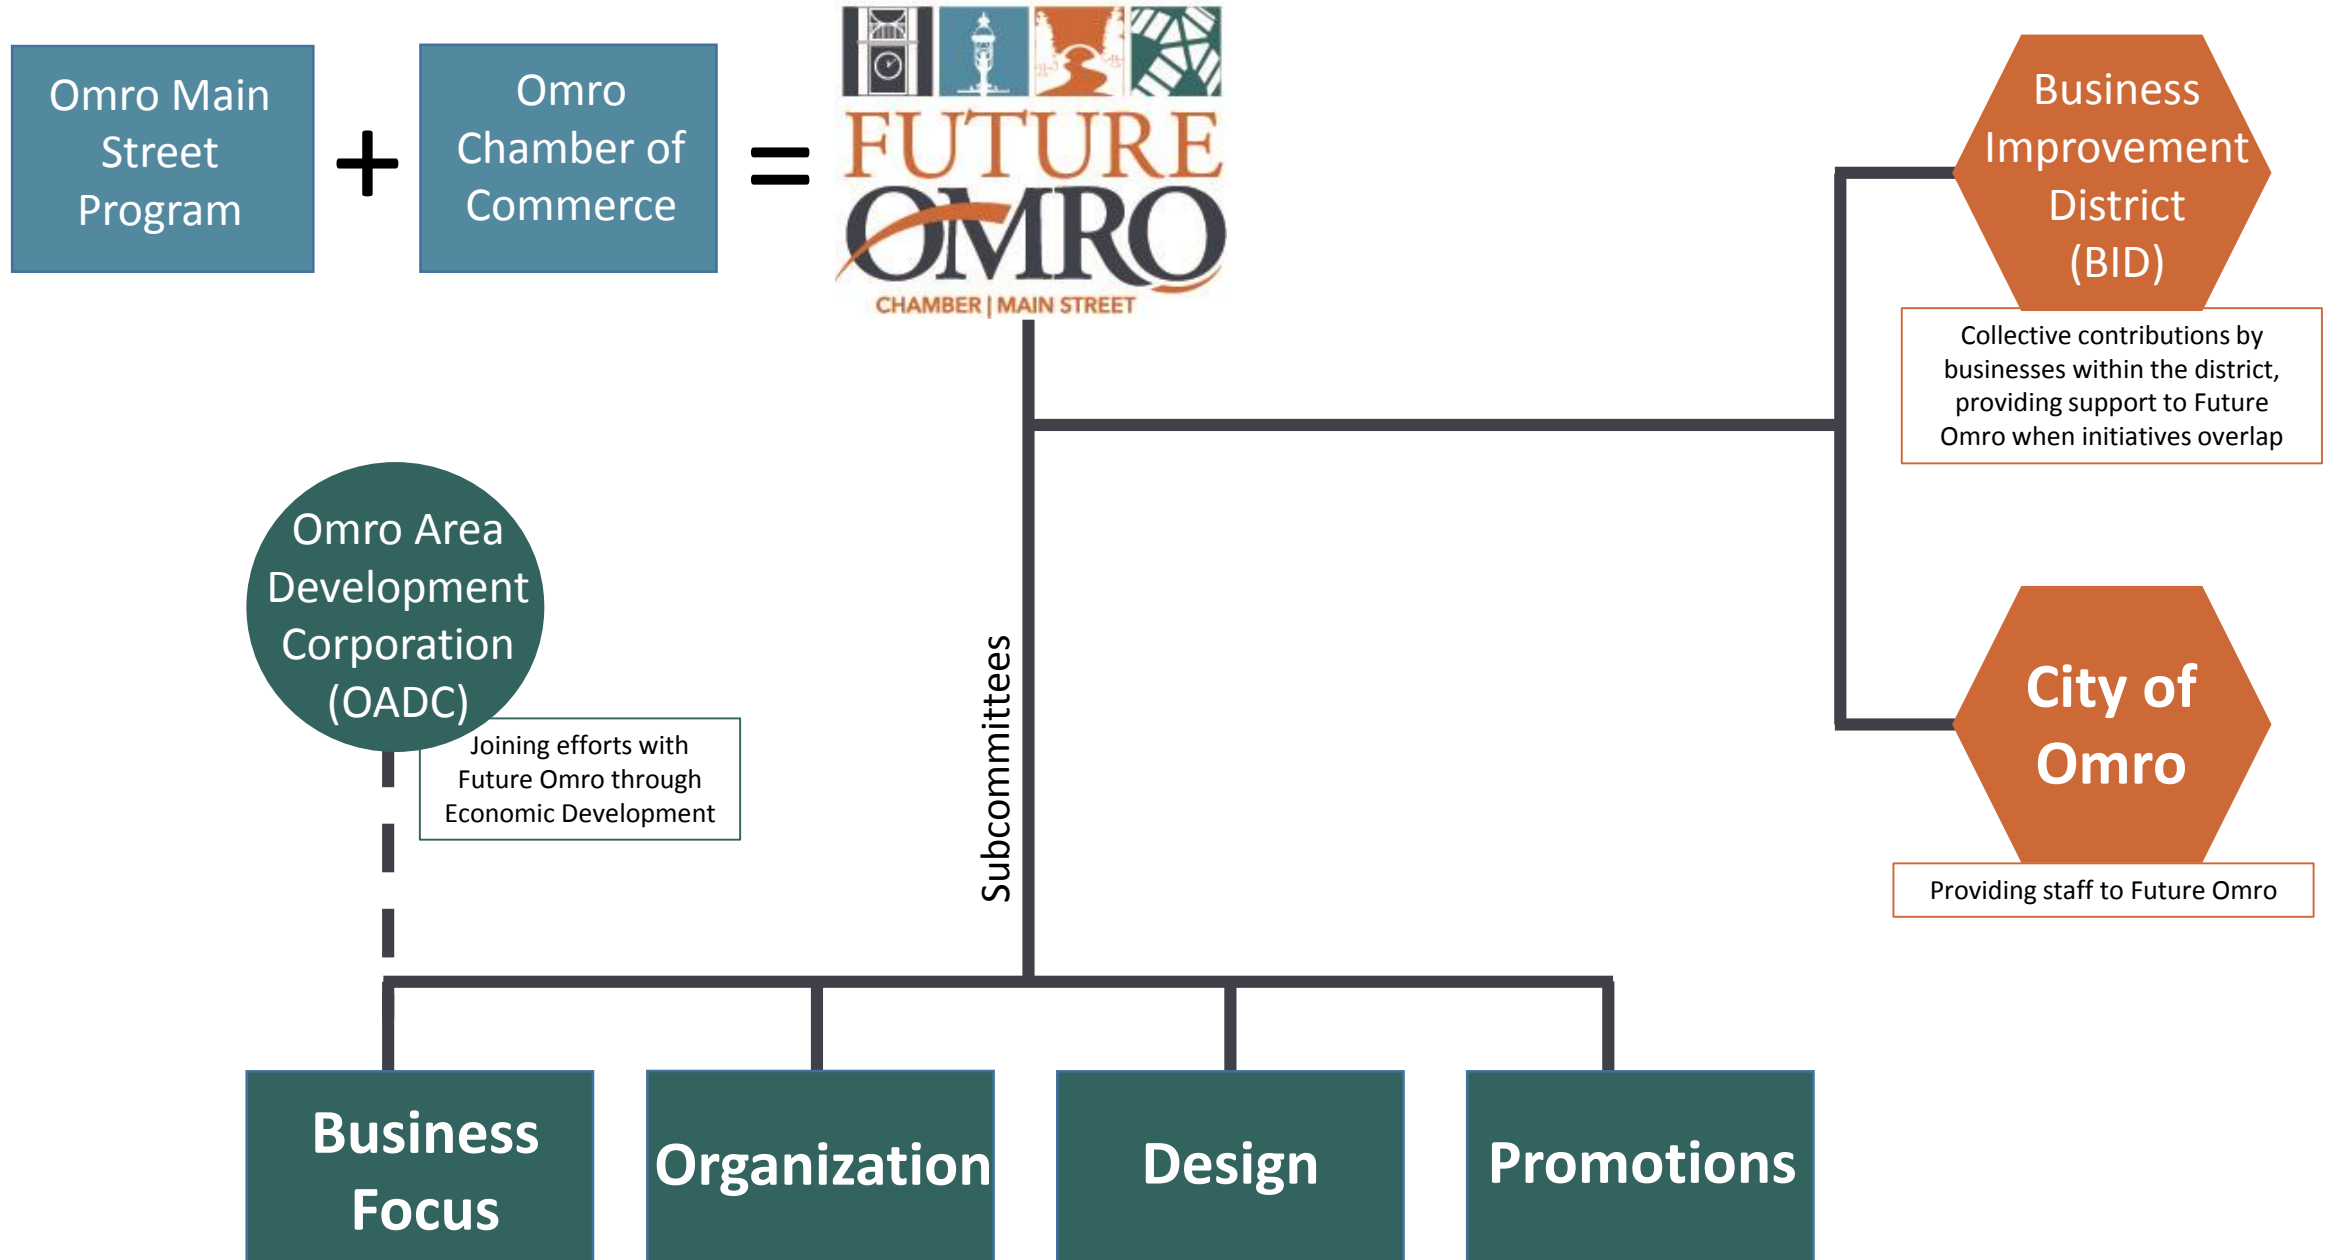 Omro Main
Street
Program
+
Omro
Chamber of
Commerce
=
FUTURE
OMRO
CHAMBER | MAIN STREET
Business
Improvement
District
(BID)
Collective contributions by
businesses within the district,
providing support to Future
Omro when initiatives overlap
Omro Area
Development
Corporation
(OADC)
Joining efforts with
Future Omro through
Economic Development
Subcommittees
City of
Omro
Providing staff to Future Omro
Business
Focus
Organization
Design
Promotions